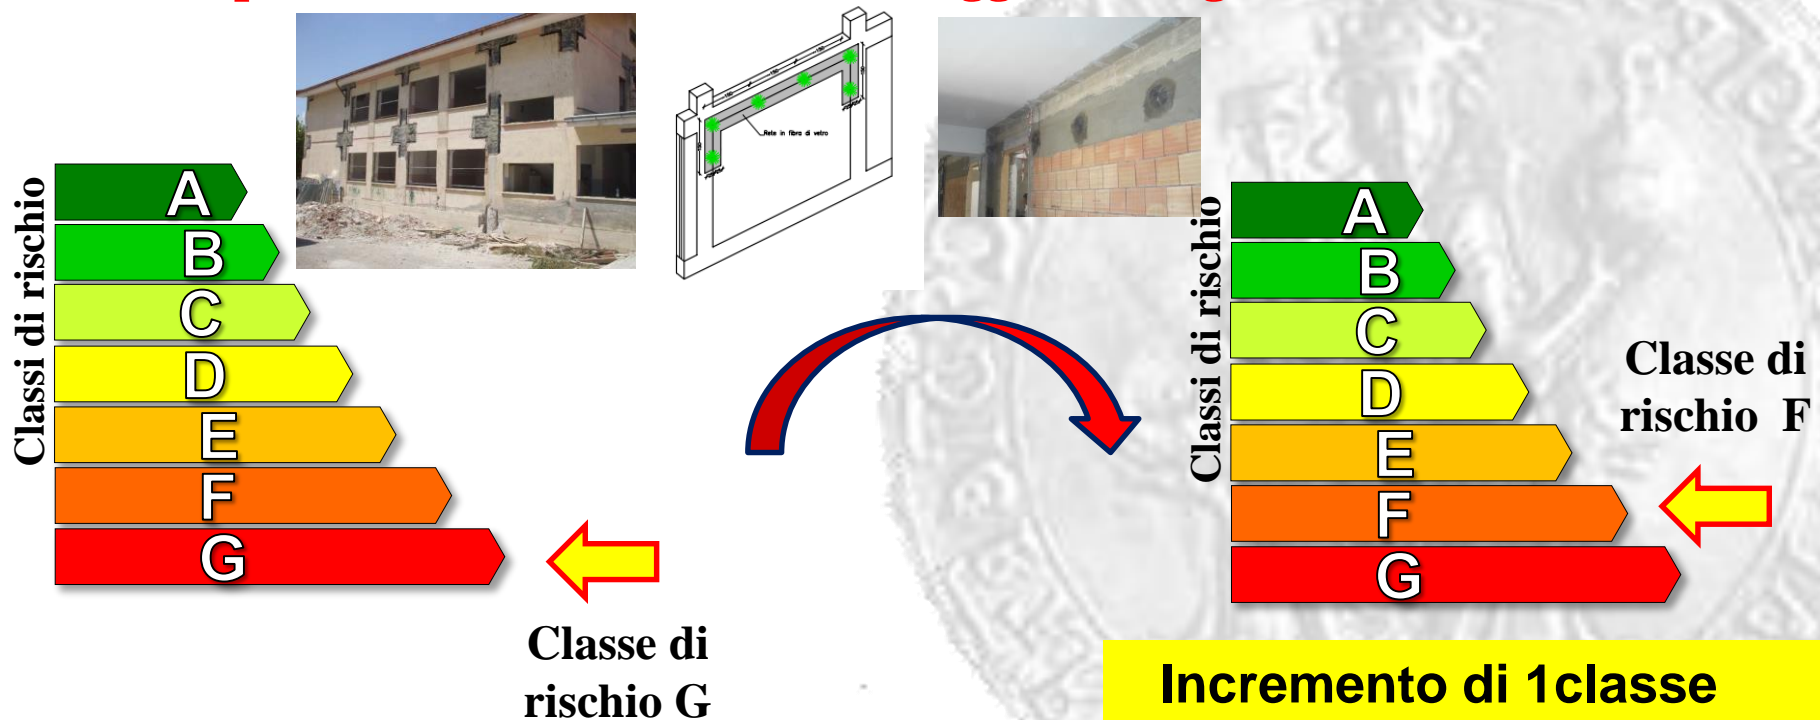 Classi di rischio
A
B
C
D
E
F
G
Classe di
rischio G
Rete in fibra di vetro
Classi di rischio
A
B
C
D
E
F
G
Classe di
rischio F
Incremento di 1classe